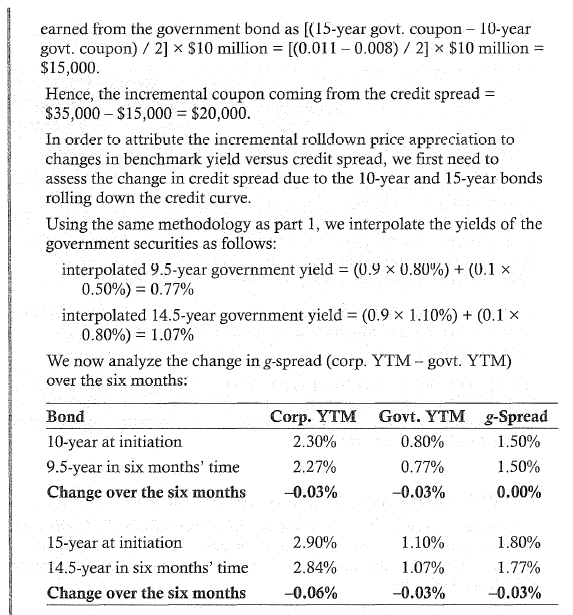 earned from the government bond as [(15-year govt. coupon – 10-year
govt. coupon) / 2] × $10 million = [(0.011 – 0.008) / 2] × $10 million =
$15,000.
Hence, the incremental coupon coming from the credit spread =
$35,000 – $15,000 = $20,000.
In order to attribute the incremental rolldown price appreciation to
changes in benchmark yield versus credit spread, we first need to
assess the change in credit spread due to the 10-year and 15-year bonds
rolling down the credit curve.
Using the same methodology as part 1, we interpolate the yields of the
government securities as follows:
interpolated 9.5-year government yield = (0.9 × 0.80%) + (0.1 ×
0.50%) = 0.77%
interpolated 14.5-year government yield = (0.9 × 1.10%) + (0.1 ×
0.80%) = 1.07%
We now analyze the change in g-spread (corp. YTM – govt. YTM)
over the six months:
Bond Corp. YTM Govt. YTM g-Spread
10-year at initiation 2.30% 0.80% 1.50%
9.5-year in six months' time 2.27% 0.77% 1.50%
Change over the six months –0.03% –0.03% 0.00%
15-year at initiation 2.90% 1.10% 1.80%
14.5-year in six months' time 2.84% 1.07% 1.77%
Change over the six months –0.06% –0.03% –0.03%